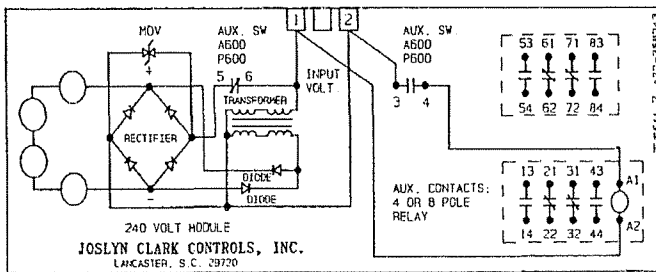 MOV
AUX. SW
A600
P600
5 6
1
2
INPUT
VOLT.
TRANSFORMER
+
RECTIFIER
-
DIODE
DIODE
AUX. SW.
A600
P600
3 4
53 61 71 83
54 62 72 84
AUX. CONTACTS:
4 OR 8 POLE
RELAY
13 21 31 43
14 22 32 44
A1
A2
240 VOLT MODULE
JOSLYN CLARK CONTROLS, INC.
LANCASTER, S.C. 29720